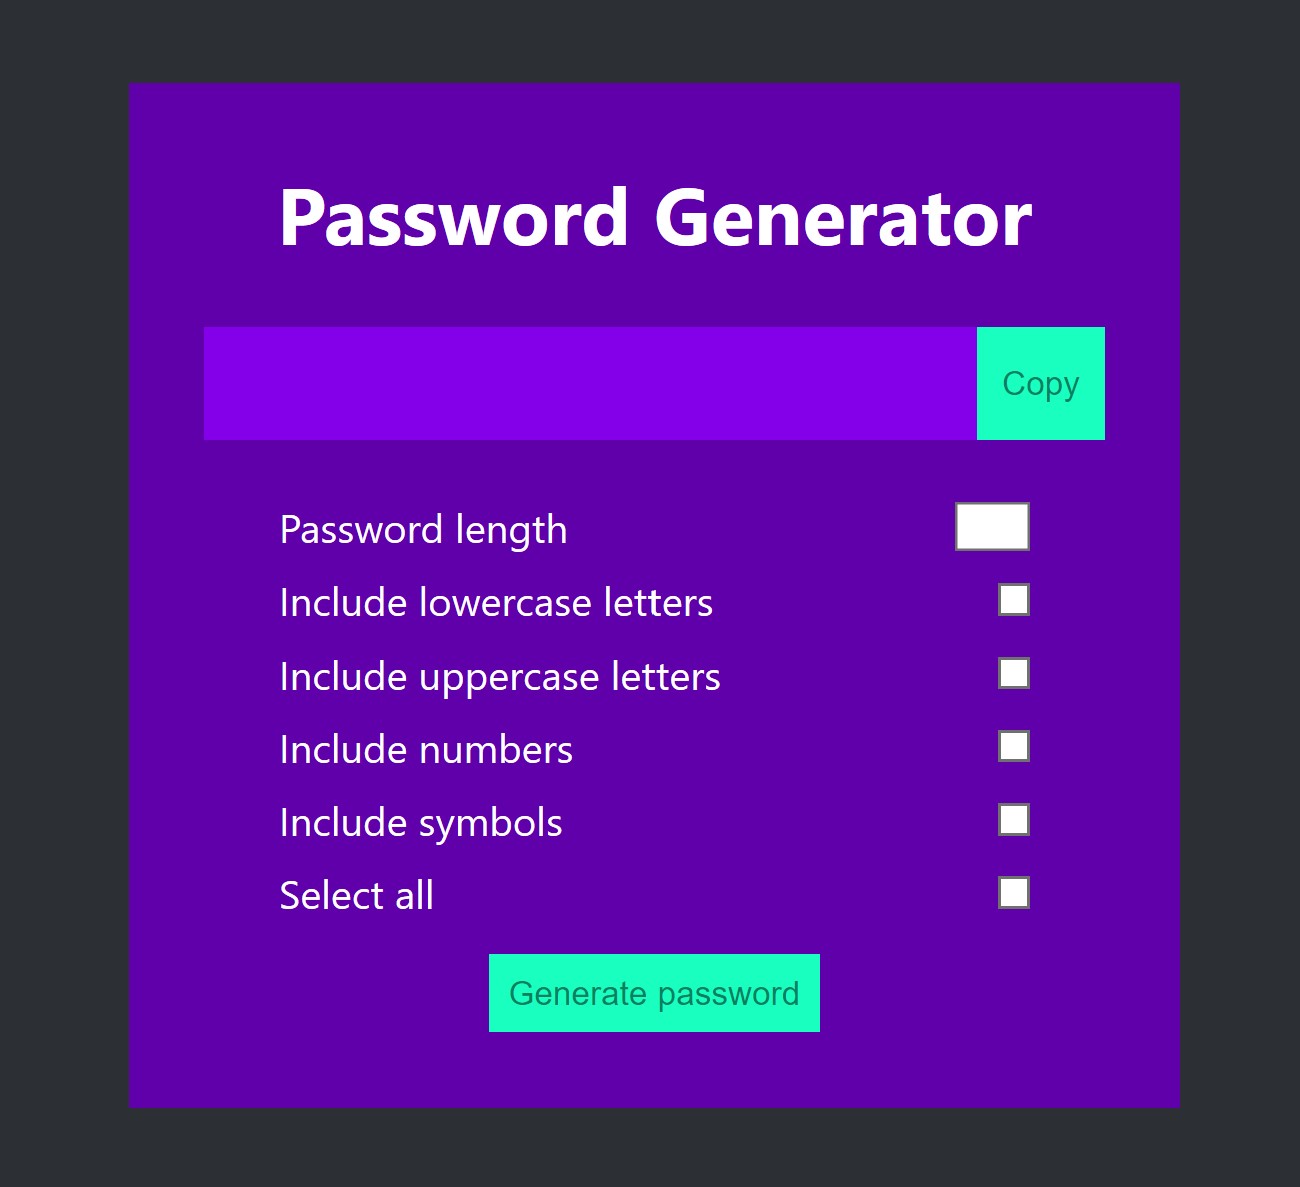 Password Generator
Copy
Password length
Include lowercase letters
Include uppercase letters
Include numbers
Include symbols
Select all
Generate password